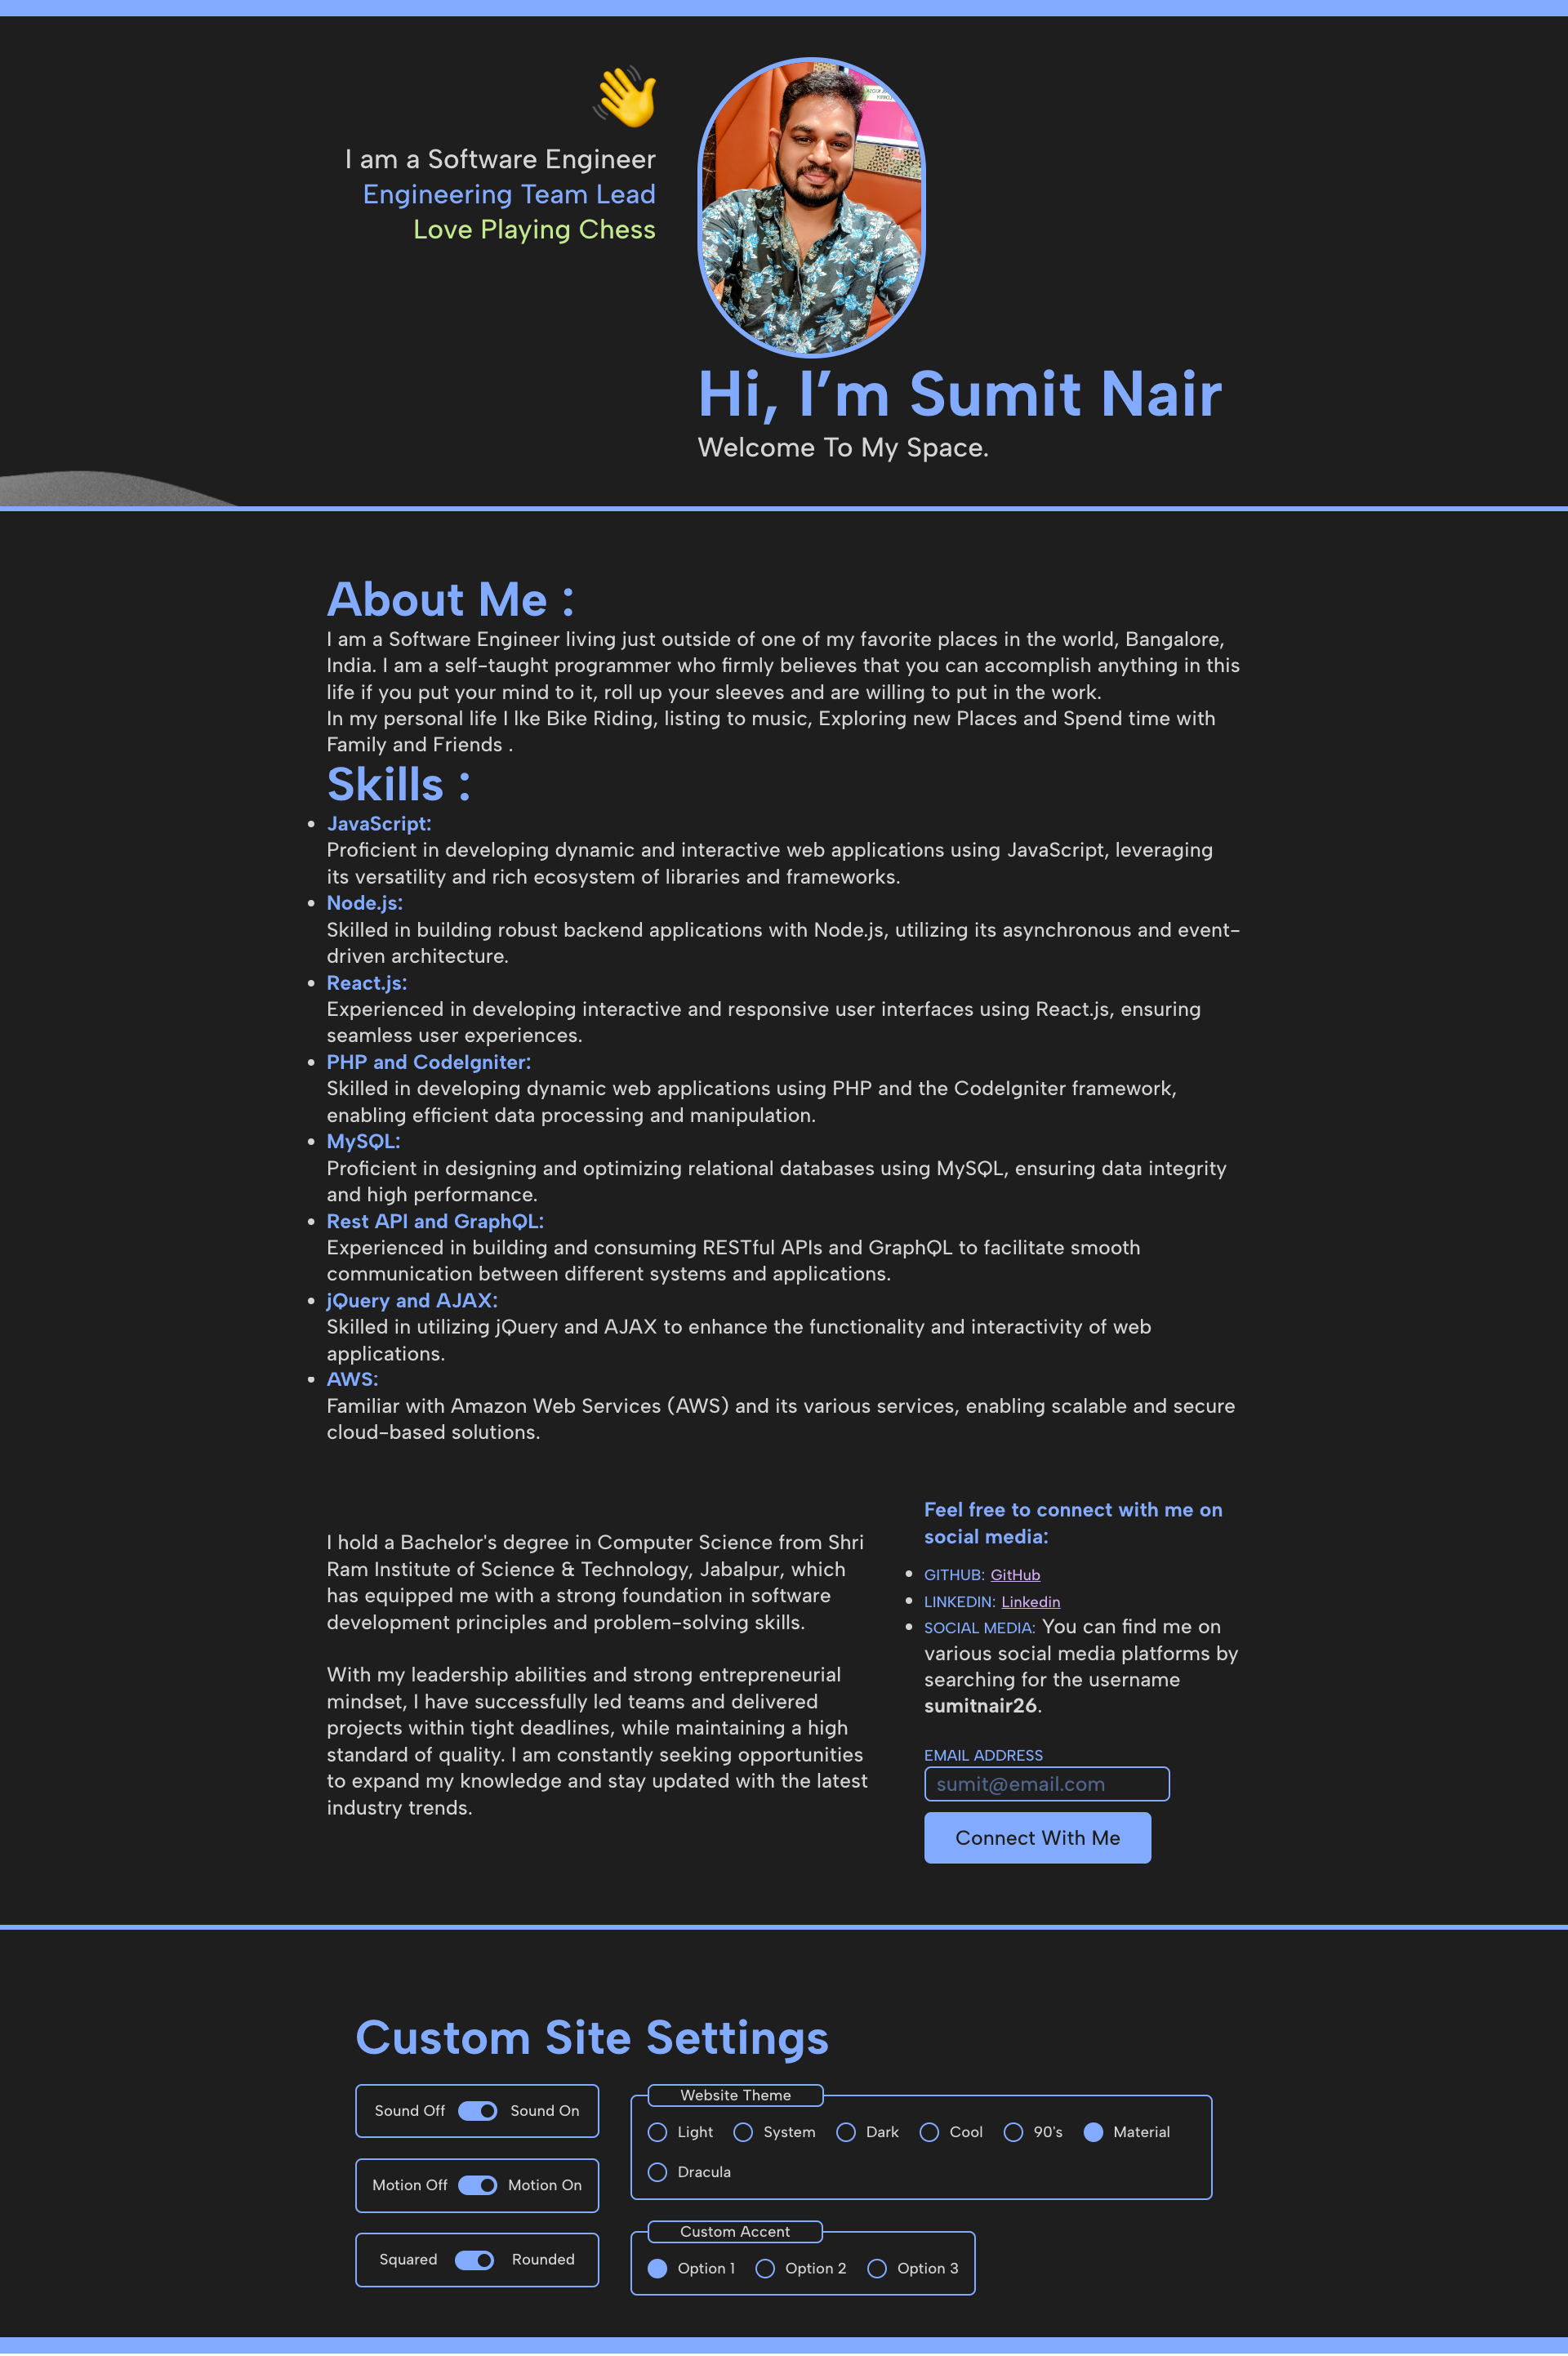 I am a Software Engineer
Engineering Team Lead
Love Playing Chess
Hi, I’m Sumit Nair
Welcome To My Space.
About Me :
I am a Software Engineer living just outside of one of my favorite places in the world, Bangalore,
India. I am a self-taught programmer who firmly believes that you can accomplish anything in this
life if you put your mind to it, roll up your sleeves and are willing to put in the work.
In my personal life I lke Bike Riding, listing to music, Exploring new Places and Spend time with
Family and Friends .
Skills :
JavaScript:
Proficient in developing dynamic and interactive web applications using JavaScript, leveraging
its versatility and rich ecosystem of libraries and frameworks.
Node.js:
Skilled in building robust backend applications with Node.js, utilizing its asynchronous and event-
driven architecture.
React.js:
Experienced in developing interactive and responsive user interfaces using React.js, ensuring
seamless user experiences.
PHP and CodeIgniter:
Skilled in developing dynamic web applications using PHP and the CodeIgniter framework,
enabling efficient data processing and manipulation.
MySQL:
Proficient in designing and optimizing relational databases using MySQL, ensuring data integrity
and high performance.
Rest API and GraphQL:
Experienced in building and consuming RESTful APIs and GraphQL to facilitate smooth
communication between different systems and applications.
jQuery and AJAX:
Skilled in utilizing jQuery and AJAX to enhance the functionality and interactivity of web
applications.
AWS:
Familiar with Amazon Web Services (AWS) and its various services, enabling scalable and secure
cloud-based solutions.
I hold a Bachelor's degree in Computer Science from Shri
Ram Institute of Science & Technology, Jabalpur, which
has equipped me with a strong foundation in software
development principles and problem-solving skills.
With my leadership abilities and strong entrepreneurial
mindset, I have successfully led teams and delivered
projects within tight deadlines, while maintaining a high
standard of quality. I am constantly seeking opportunities
to expand my knowledge and stay updated with the latest
industry trends.
Feel free to connect with me on
social media:
GITHUB: GitHub
LINKEDIN: Linkedin
SOCIAL MEDIA: You can find me on
various social media platforms by
searching for the username
sumitnair26.
EMAIL ADDRESS
sumit@email.com
Connect With Me
Custom Site Settings
Sound Off Sound On
Motion Off Motion On
Squared Rounded
Website Theme
Light System Dark Cool 90's Material
Dracula
Custom Accent
Option 1 Option 2 Option 3